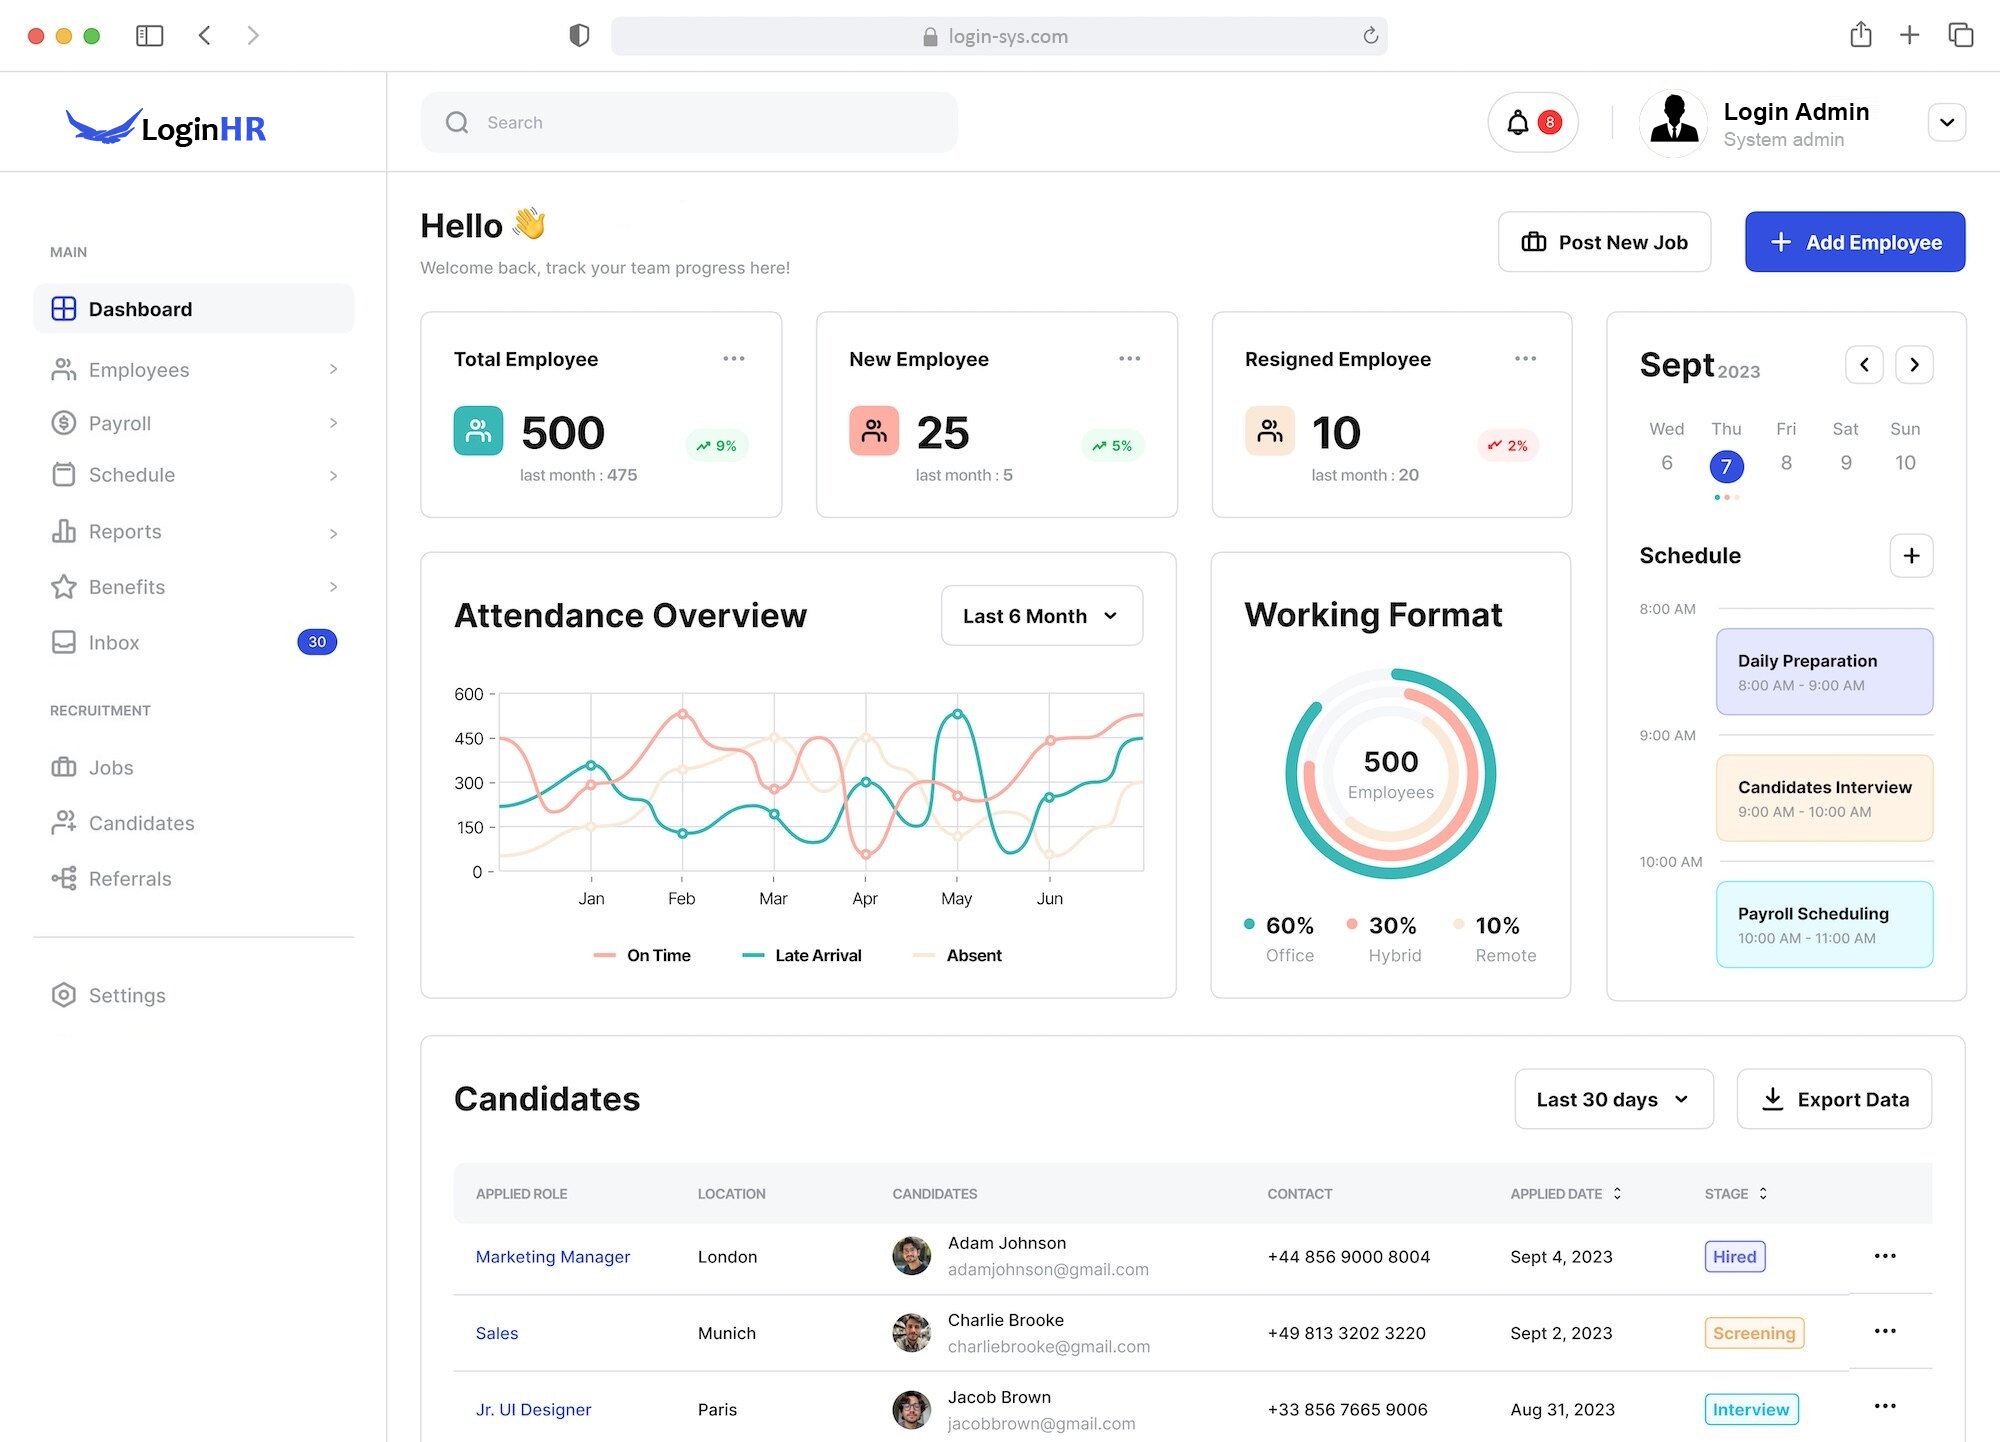 login-sys.com
LoginHR
Search
8
Login Admin
System admin
MAIN
Dashboard
Employees
Payroll
Schedule
Reports
Benefits
Inbox
30
RECRUITMENT
Jobs
Candidates
Referrals
Settings
Hello 👋
Welcome back, track your team progress here!
Post New Job
Add Employee
Total Employee
500
9%
last month : 475
New Employee
25
5%
last month : 5
Resigned Employee
10
2%
last month : 20
Sept 2023
Wed Thu Fri Sat Sun
6 7 8 9 10
Schedule
8:00 AM
Daily Preparation
8:00 AM - 9:00 AM
9:00 AM
Candidates Interview
9:00 AM - 10:00 AM
10:00 AM
Payroll Scheduling
10:00 AM - 11:00 AM
Attendance Overview
Last 6 Month
600
450
300
150
0
Jan Feb Mar Apr May Jun
On Time Late Arrival Absent
Working Format
500
Employees
60% 30% 10%
Office Hybrid Remote
Candidates
Last 30 days
Export Data
APPLIED ROLE LOCATION CANDIDATES CONTACT APPLIED DATE STAGE
Marketing Manager London Adam Johnson +44 856 9000 8004 Sept 4, 2023 Hired
adamjohnson@gmail.com
Sales Munich Charlie Brooke +49 813 3202 3220 Sept 2, 2023 Screening
charliebrooke@gmail.com
Jr. UI Designer Paris Jacob Brown +33 856 7665 9006 Aug 31, 2023 Interview
jacobbrown@gmail.com